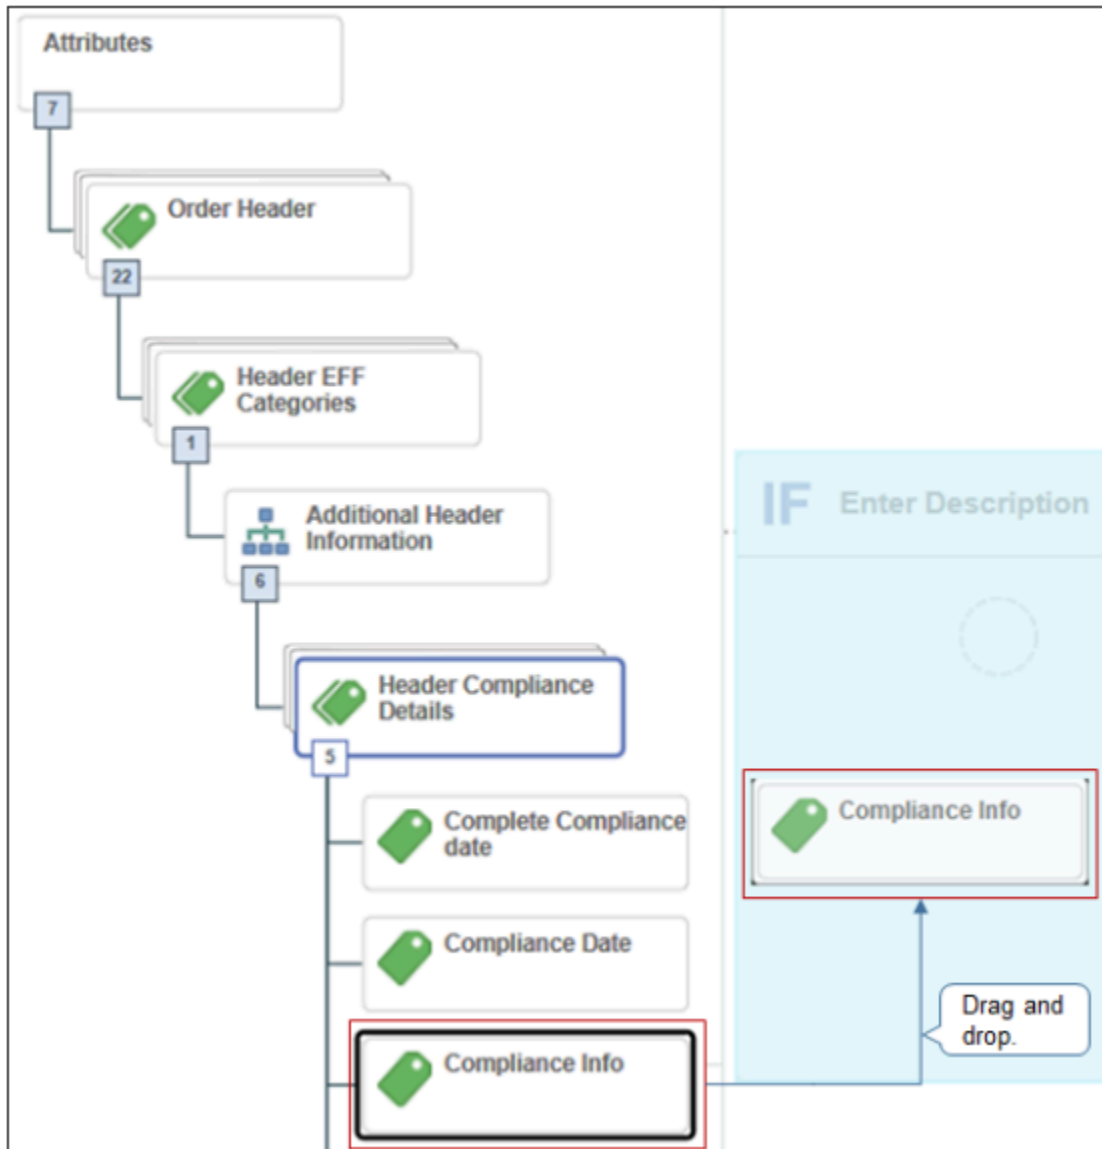 Attributes
7
Order Header
22
Header EFF
Categories
1
Additional Header
Information
6
Header Compliance
Details
5
Complete Compliance
date
Compliance Date
Compliance Info
IF Enter Description
Compliance Info
Drag and
drop.